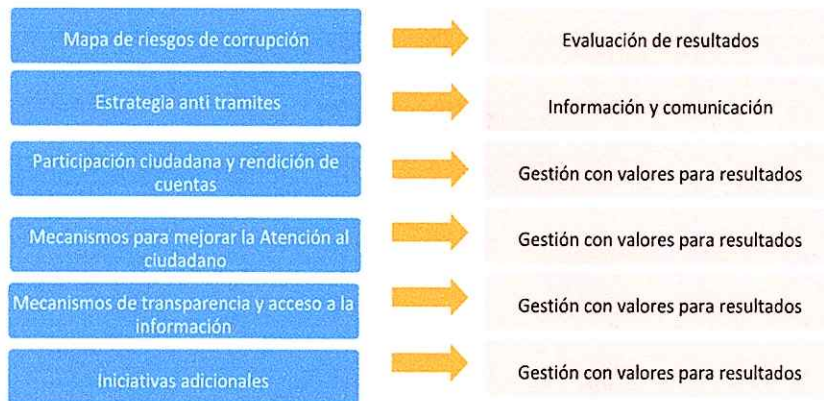 Mapa de riesgos de corrupción
Evaluación de resultados
Estrategia anti tramites
Información y comunicación
Participación ciudadana y rendición de
cuentas
Gestión con valores para resultados
Mecanismos para mejorar la Atención al
ciudadano
Gestión con valores para resultados
Mecanismos de transparencia y acceso a la
información
Gestión con valores para resultados
Iniciativas adicionales
Gestión con valores para resultados